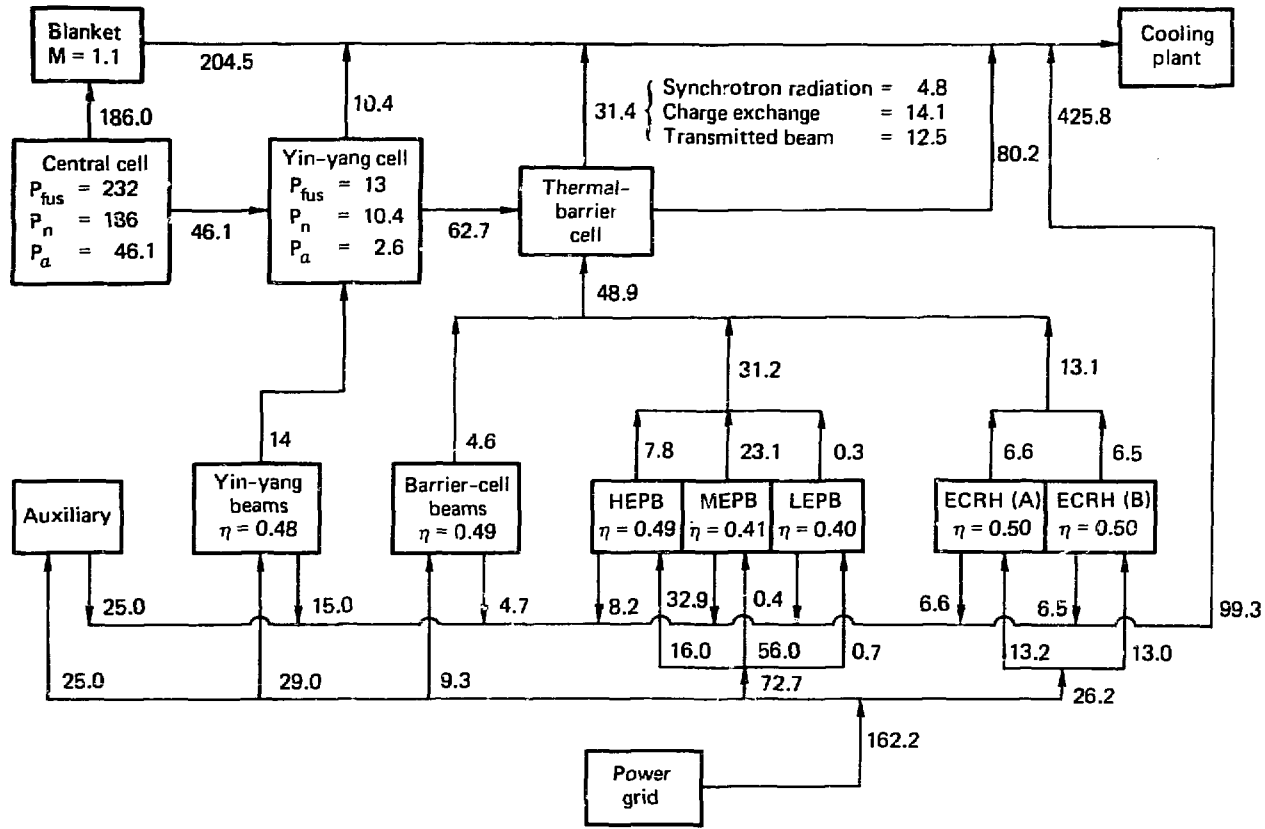 Blanket
M = 1.1
204.5
Cooling
plant
186.0
10.4
31.4
Synchrotron radiation = 4.8
Charge exchange = 14.1
Transmitted beam = 12.5
80.2
425.8
Central cell
Pfus = 232
Pn = 186
Pα = 46.1
46.1
Yin-yang cell
Pfus = 13
Pn = 10.4
Pα = 2.6
62.7
Thermal-
barrier
cell
48.9
31.2
13.1
14
4.6
7.8
23.1
0.3
6.6
6.5
Auxiliary
Yin-yang
beams
η = 0.48
Barrier-cell
beams
η = 0.49
HEPB
η = 0.49
MEPB
η = 0.41
LEPB
η = 0.40
ECRH (A)
η = 0.50
ECRH (B)
η = 0.50
25.0
15.0
4.7
8.2
32.9
0.4
6.6
6.5
99.3
16.0
56.0
0.7
13.2
13.0
25.0
29.0
9.3
72.7
26.2
162.2
Power
grid